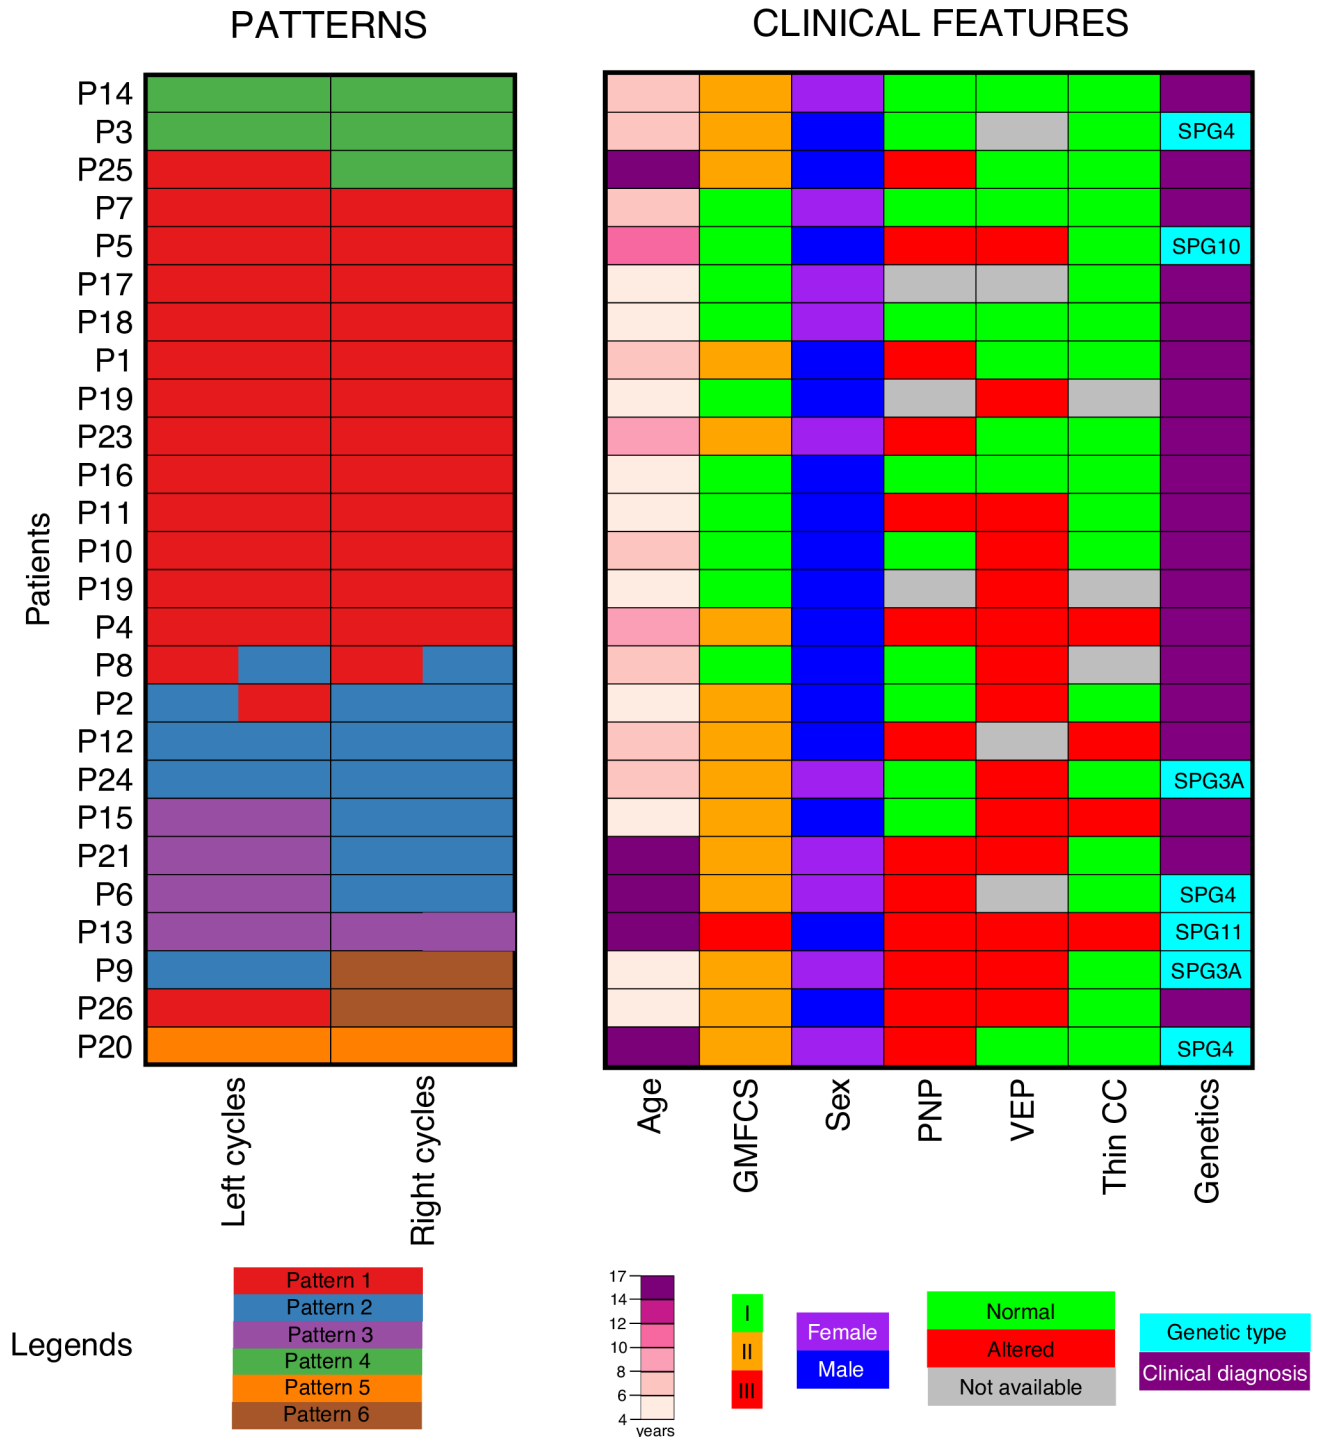 PATTERNS
CLINICAL FEATURES
Patients
P14
P3 SPG4
P25
P7
P5 SPG10
P17
P18
P1
P19
P23
P16
P11
P10
P19
P4
P8
P2
P12
P24 SPG3A
P15
P21
P6 SPG4
P13 SPG11
P9 SPG3A
P26
P20 SPG4
Left cycles
Right cycles
Age
GMFCS
Sex
PNP
VEP
Thin CC
Genetics
Legends
Pattern 1
Pattern 2
Pattern 3
Pattern 4
Pattern 5
Pattern 6
17
14
12
10
8
6
4
years
I
II
III
Female
Male
Normal
Altered
Not available
Genetic type
Clinical diagnosis